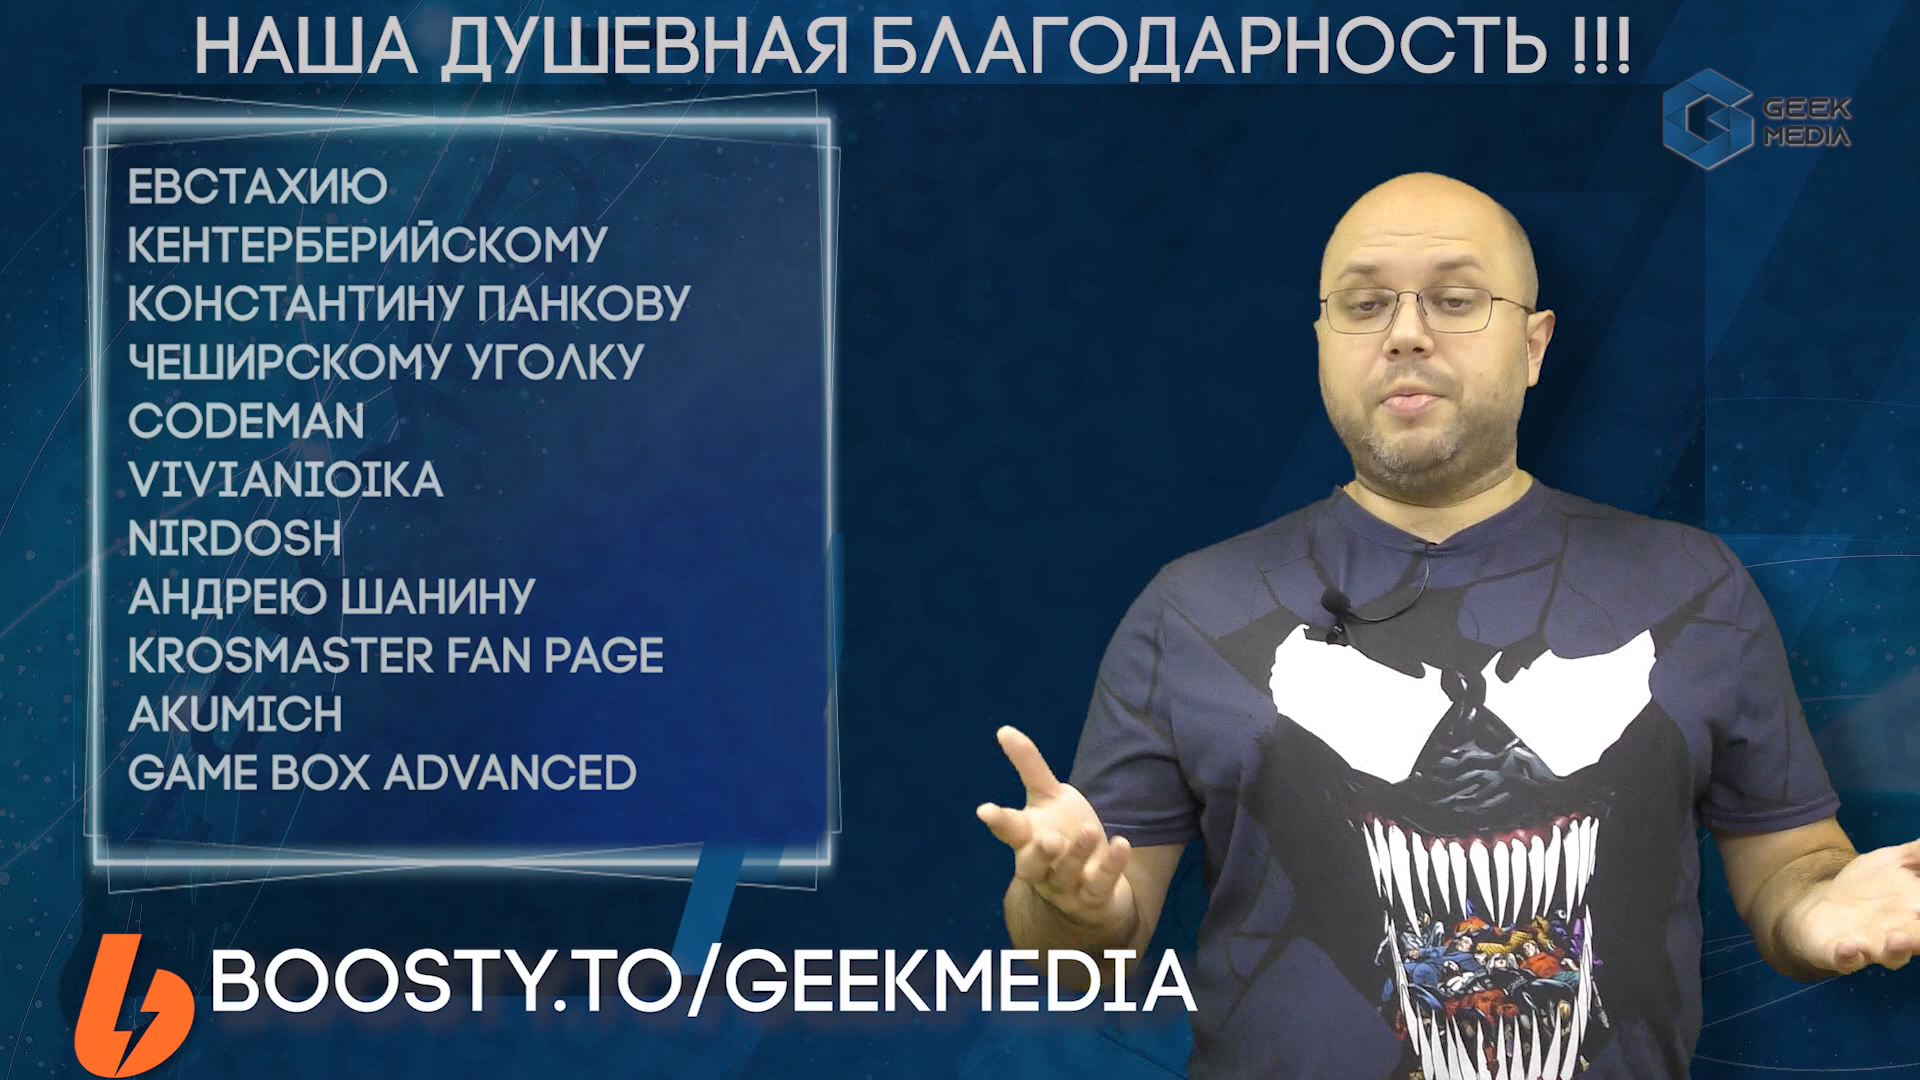 НАША ДУШЕВНАЯ БЛАГОДАРНОСТЬ !!!
GEEK
MEDIA
ЕВСТАХИЮ
КЕНТЕРБЕРИЙСКОМУ
КОНСТАНТИНУ ПАНКОВУ
ЧЕШИРСКОМУ УГОЛКУ
CODEMAN
VIVIANIOIKA
NIRDOSH
АНДРЕЮ ШАНИНУ
KROSMASTER FAN PAGE
AKUMICH
GAME BOX ADVANCED
BOOSTY.TO/GEEKMEDIA